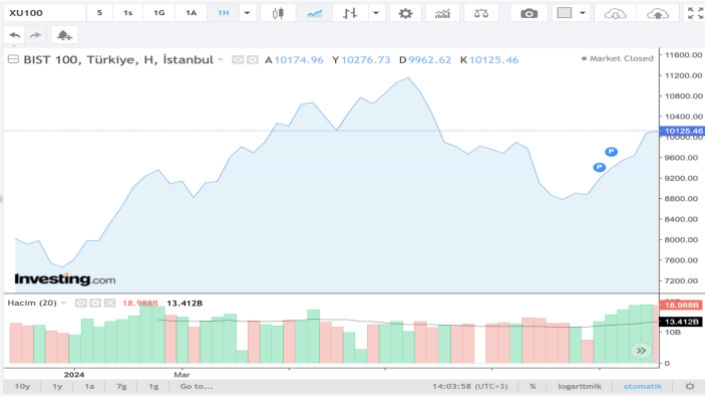 XU100 5 1s 1G 1A 1H
BIST 100, Türkiye, H, İstanbul A 10174.96 Y 10276.73 D 9962.62 K 10125.46
Market Closed
11600.00
11200.00
10800.00
10400.00
10125.46
10000.00
9600.00
9200.00
8800.00
8400.00
8000.00
7600.00
7200.00
P
P
Investing.com
Hacim (20) 18.988B 13.412B
18.988B
13.412B
10B
0
2024 Mar
10y 1y 1a 7g 1g Go to... 14:03:58 (UTC+3) % logaritmik otomatik